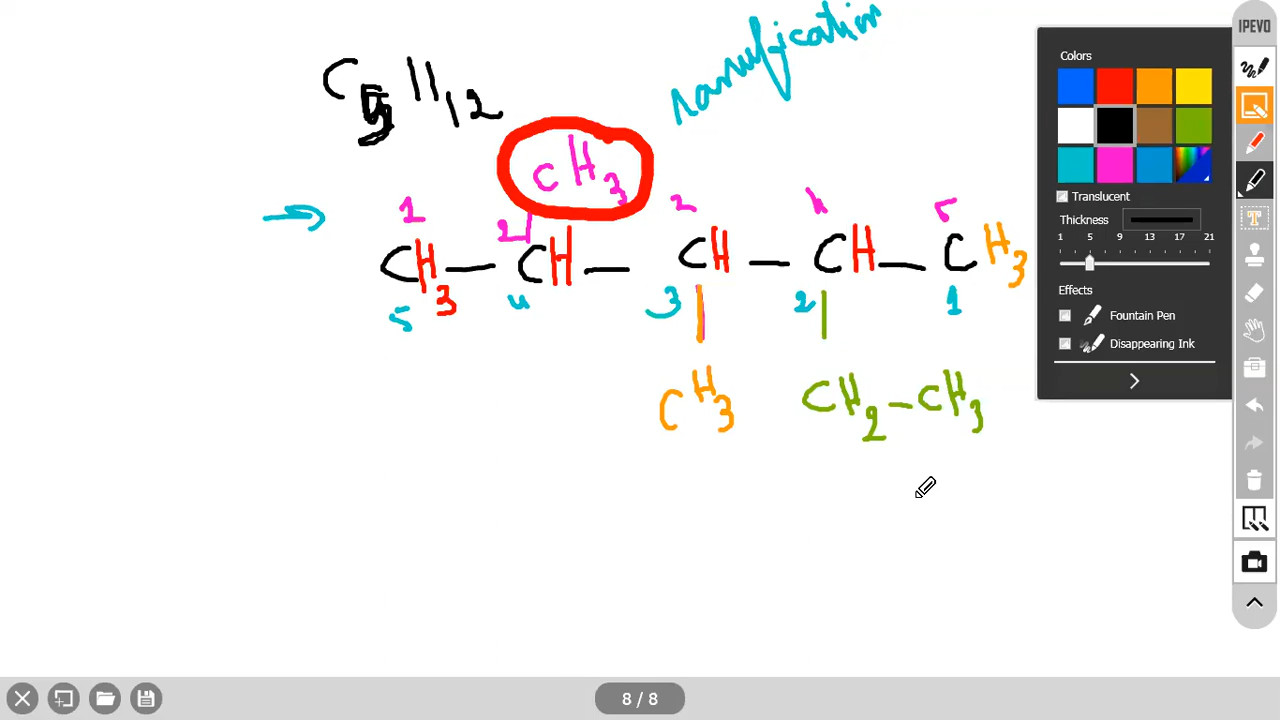 ramification
C5H12
CH3
1 2 2 4 5
CH3 — CH — CH — CH — CH3
5 4 3 2 1
CH3 CH2 – CH3
IPEVO
Colors
Translucent
Thickness
1 5 9 13 17 21
Effects
Fountain Pen
Disappearing Ink
T
8 / 8